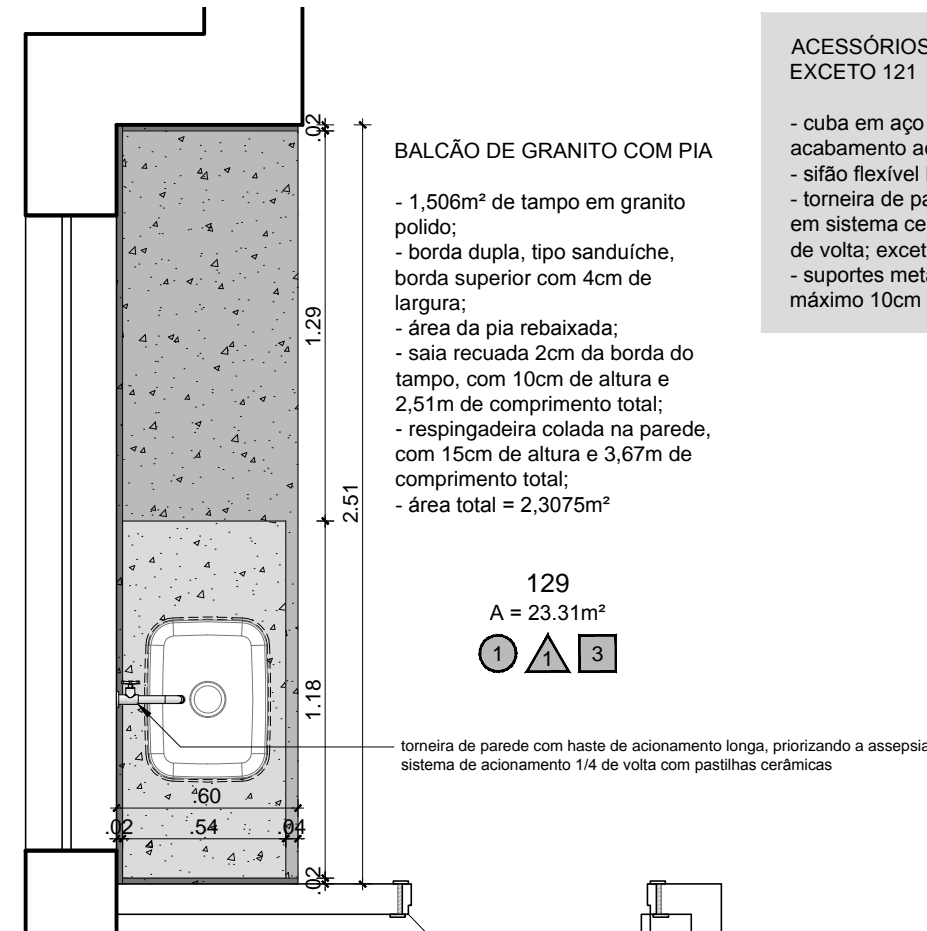 BALCÃO DE GRANITO COM PIA
- 1,506m² de tampo em granito
polido;
- borda dupla, tipo sanduíche,
borda superior com 4cm de
largura;
- área da pia rebaixada;
- saia recuada 2cm da borda do
tampo, com 10cm de altura e
2,51m de comprimento total;
- respingadeira colada na parede,
com 15cm de altura e 3,67m de
comprimento total;
- área total = 2,3075m²
129
A = 23.31m²
1 1 3
torneira de parede com haste de acionamento longa, priorizando a assepsia
sistema de acionamento 1/4 de volta com pastilhas cerâmicas
ACESSÓRIOS
EXCETO 121
- cuba em aço
acabamento a
- sifão flexível
- torneira de pa
em sistema ce
de volta; excet
- suportes metá
máximo 10cm
.02
1.29
2.51
1.18
.60
.02 .54 .04
.02